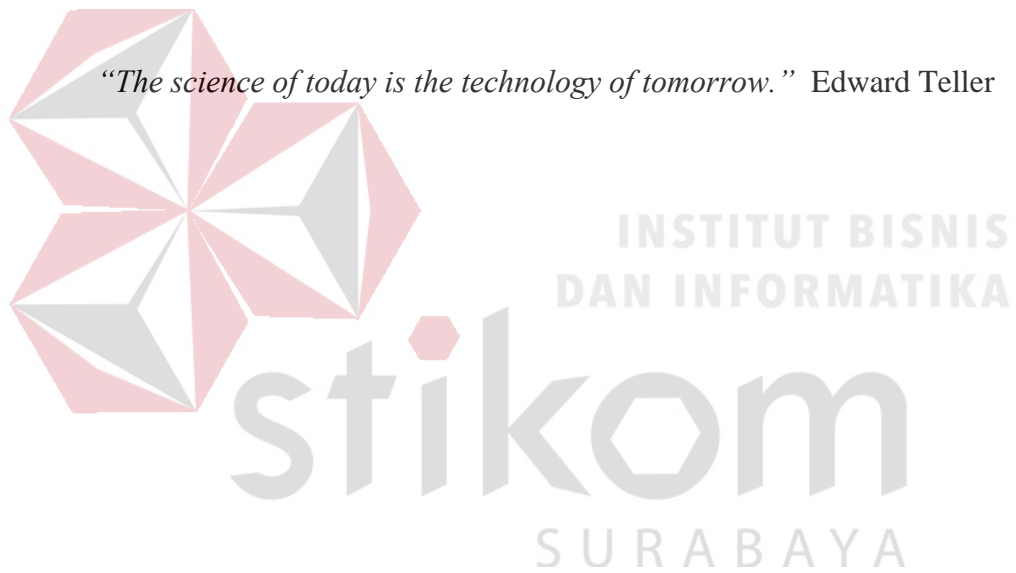 “The science of today is the technology of tomorrow.” Edward Teller
INSTITUT BISNIS
DAN INFORMATIKA
stikom
SURABAYA